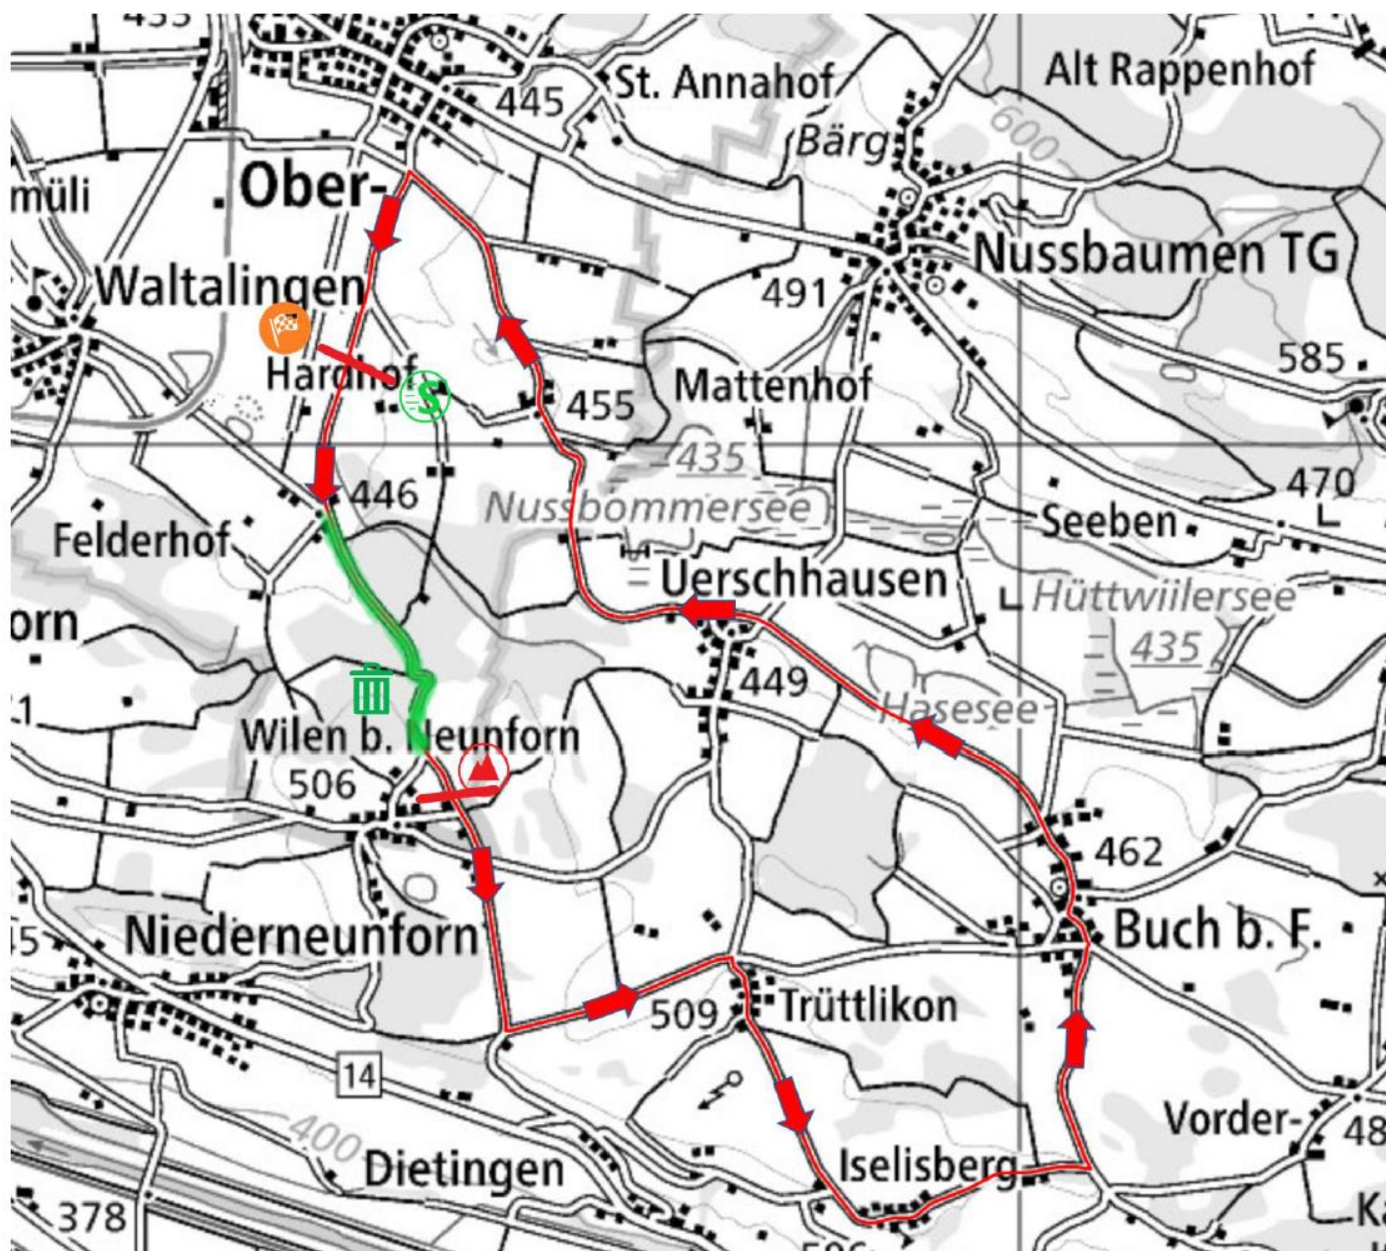 445
St. Annahof
Alt Rappenhof
Bärg
600
müli
Ober-
Waltalingen
Nussbaumen TG
491
585
Hardhof
S
455
Mattenhof
435
446
Nussbommersee
470
Felderhof
Seeben
Uerschhausen
Hüttwiilersee
orn
435
449
Hasesee
Wilen b. Neunforn
506
462
Niederneunforn
Buch b. F.
509
Trüttlikon
14
400
Vorder-
48
Dietingen
Iselisberg
378